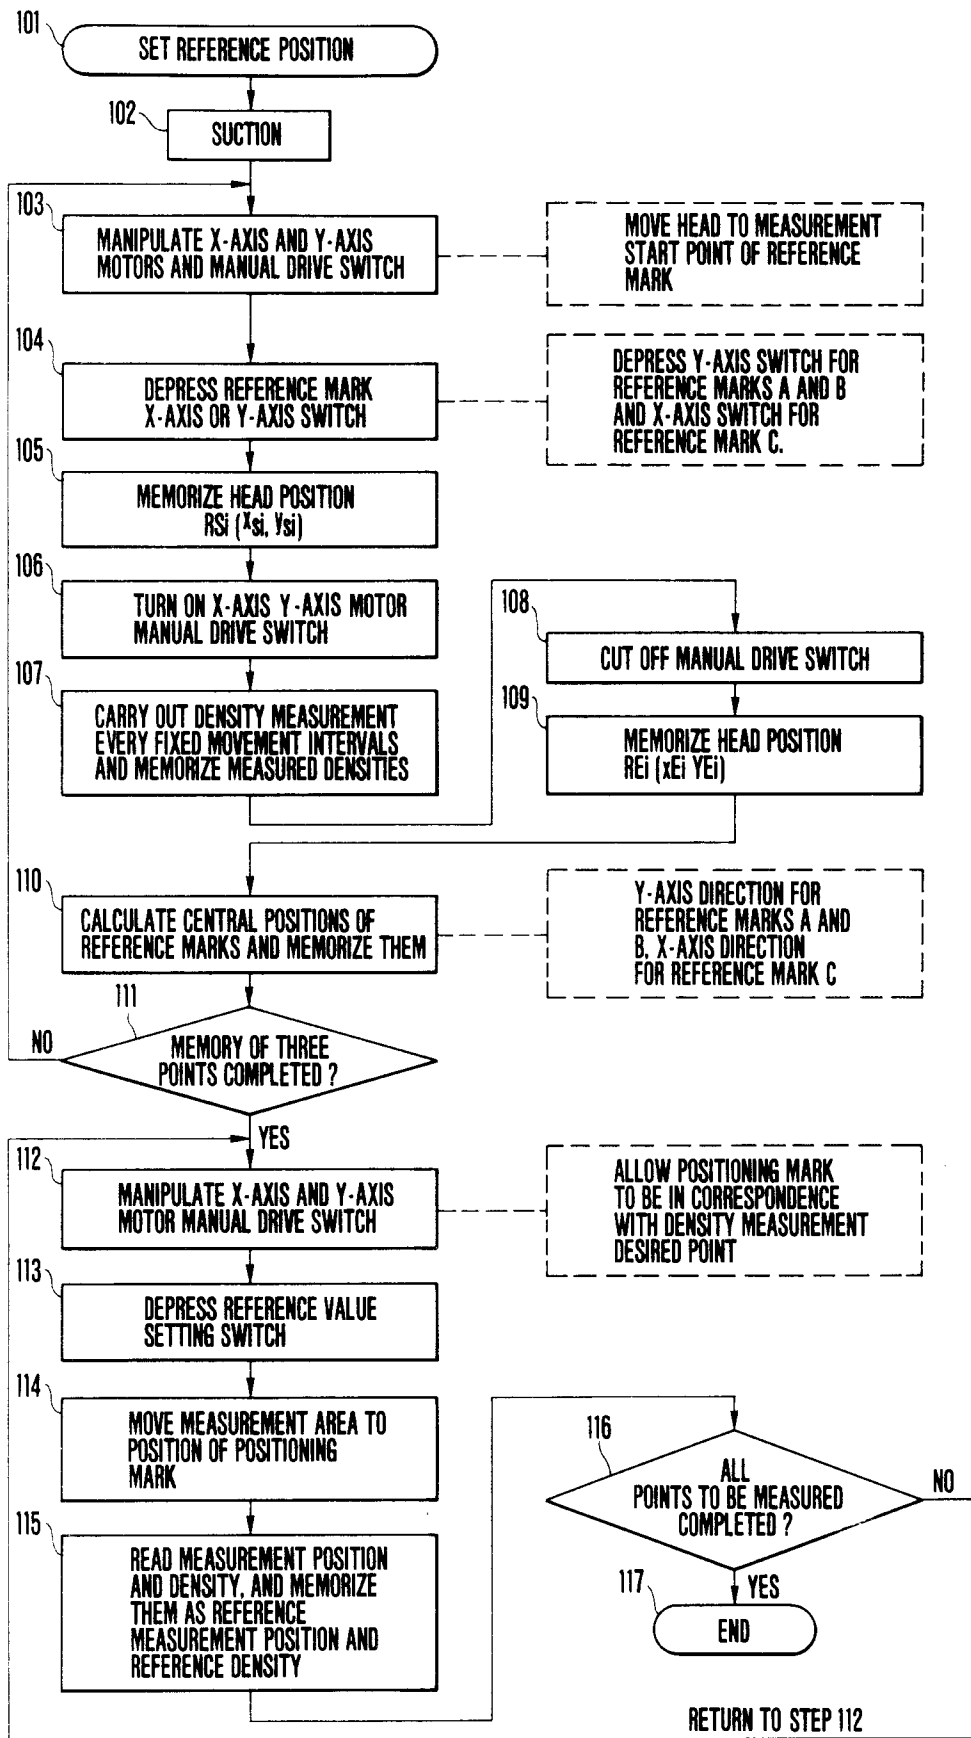 101
SET REFERENCE POSITION
102
SUCTION
103
MANIPULATE X-AXIS AND Y-AXIS
MOTORS AND MANUAL DRIVE SWITCH
MOVE HEAD TO MEASUREMENT
START POINT OF REFERENCE
MARK
104
DEPRESS REFERENCE MARK
X-AXIS OR Y-AXIS SWITCH
DEPRESS Y-AXIS SWITCH FOR
REFERENCE MARKS A AND B
AND X-AXIS SWITCH FOR
REFERENCE MARK C.
105
MEMORIZE HEAD POSITION
RSi (xsi, ysi)
106
TURN ON X-AXIS Y-AXIS MOTOR
MANUAL DRIVE SWITCH
107
CARRY OUT DENSITY MEASUREMENT
EVERY FIXED MOVEMENT INTERVALS
AND MEMORIZE MEASURED DENSITIES
108
CUT OFF MANUAL DRIVE SWITCH
109
MEMORIZE HEAD POSITION
REi (xEi YEi)
110
CALCULATE CENTRAL POSITIONS OF
REFERENCE MARKS AND MEMORIZE THEM
Y-AXIS DIRECTION FOR
REFERENCE MARKS A AND
B, X-AXIS DIRECTION
FOR REFERENCE MARK C
111
NO
MEMORY OF THREE
POINTS COMPLETED ?
YES
112
MANIPULATE X-AXIS AND Y-AXIS
MOTOR MANUAL DRIVE SWITCH
ALLOW POSITIONING MARK
TO BE IN CORRESPONDENCE
WITH DENSITY MEASUREMENT
DESIRED POINT
113
DEPRESS REFERENCE VALUE
SETTING SWITCH
114
MOVE MEASUREMENT AREA TO
POSITION OF POSITIONING
MARK
115
READ MEASUREMENT POSITION
AND DENSITY, AND MEMORIZE
THEM AS REFERENCE
MEASUREMENT POSITION AND
REFERENCE DENSITY
116
ALL
POINTS TO BE MEASURED
COMPLETED ?
NO
YES
117
END
RETURN TO STEP 112